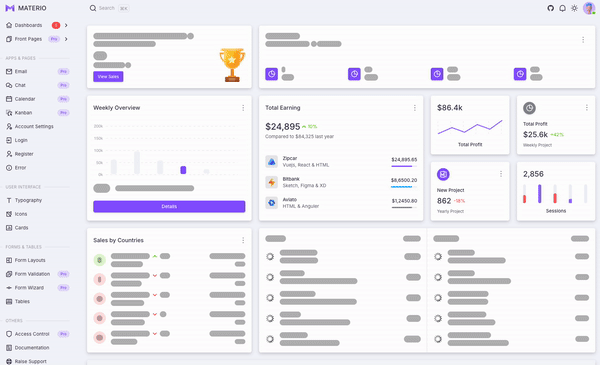 MATERIO
Search ⌘K
Dashboards
Front Pages Pro
APPS & PAGES
Email Pro
Chat Pro
Calendar Pro
Kanban Pro
Account Settings
Login
Register
Error
USER INTERFACE
Typography
Icons
Cards
FORMS & TABLES
Form Layouts
Form Validation Pro
Form Wizard Pro
Tables
OTHERS
Access Control Pro
Documentation
Raise Support
View Sales
Weekly Overview
Details
Total Earning
$24,895 10%
Compared to $84,325 last year
Zipcar
Vuejs, React & HTML
$24,895.65
Bitbank
Sketch, Figma & XD
$8,6500.20
Aviato
HTML & Angular
$1,2450.80
$86.4k
Total Profit
Total Profit
$25.6k +42%
Weekly Project
New Project
862 -18%
Yearly Project
2,856
Sessions
Sales by Countries